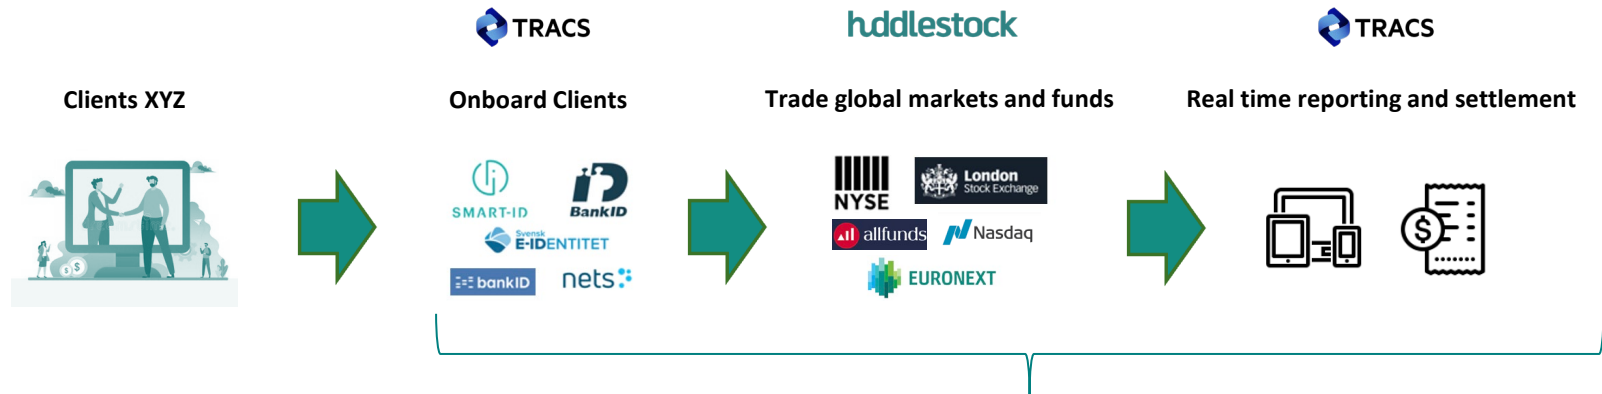 TRACS
huddlestock
TRACS
Clients XYZ
Onboard Clients
Trade global markets and funds
Real time reporting and settlement
SMART-ID
BankID
Svensk
E-IDENTITET
bankID
nets
NYSE
London
Stock Exchange
allfunds
Nasdaq
EURONEXT
$
$
$